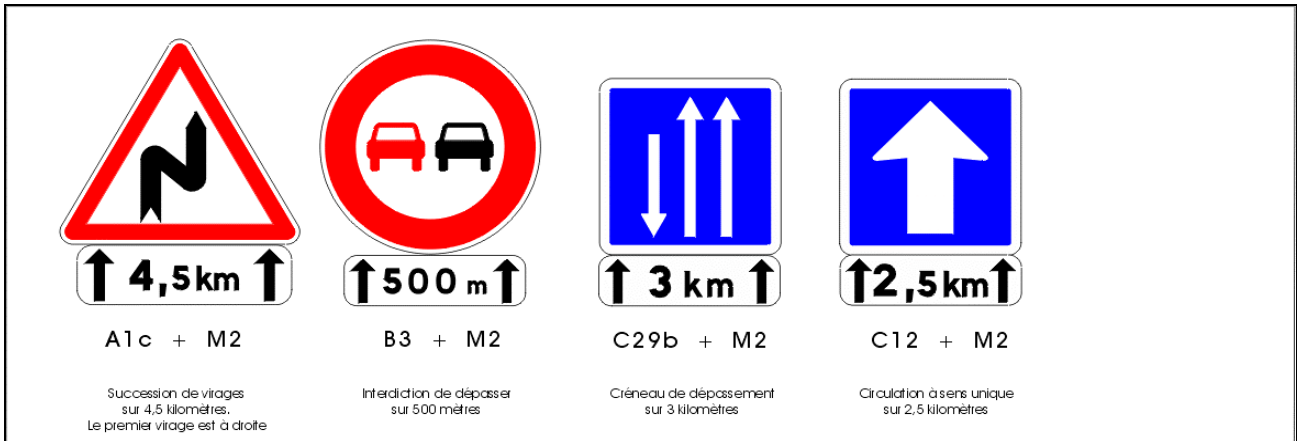 4,5km
500 m
3 km
2,5km
A1c + M2
B3 + M2
C29b + M2
C12 + M2
Succession de virages
sur 4,5 kilomètres.
Le premier virage est à droite
Interdiction de dépasser
sur 500 mètres
Créneau de dépassement
sur 3 kilomètres
Circulation à sens unique
sur 2,5 kilomètres